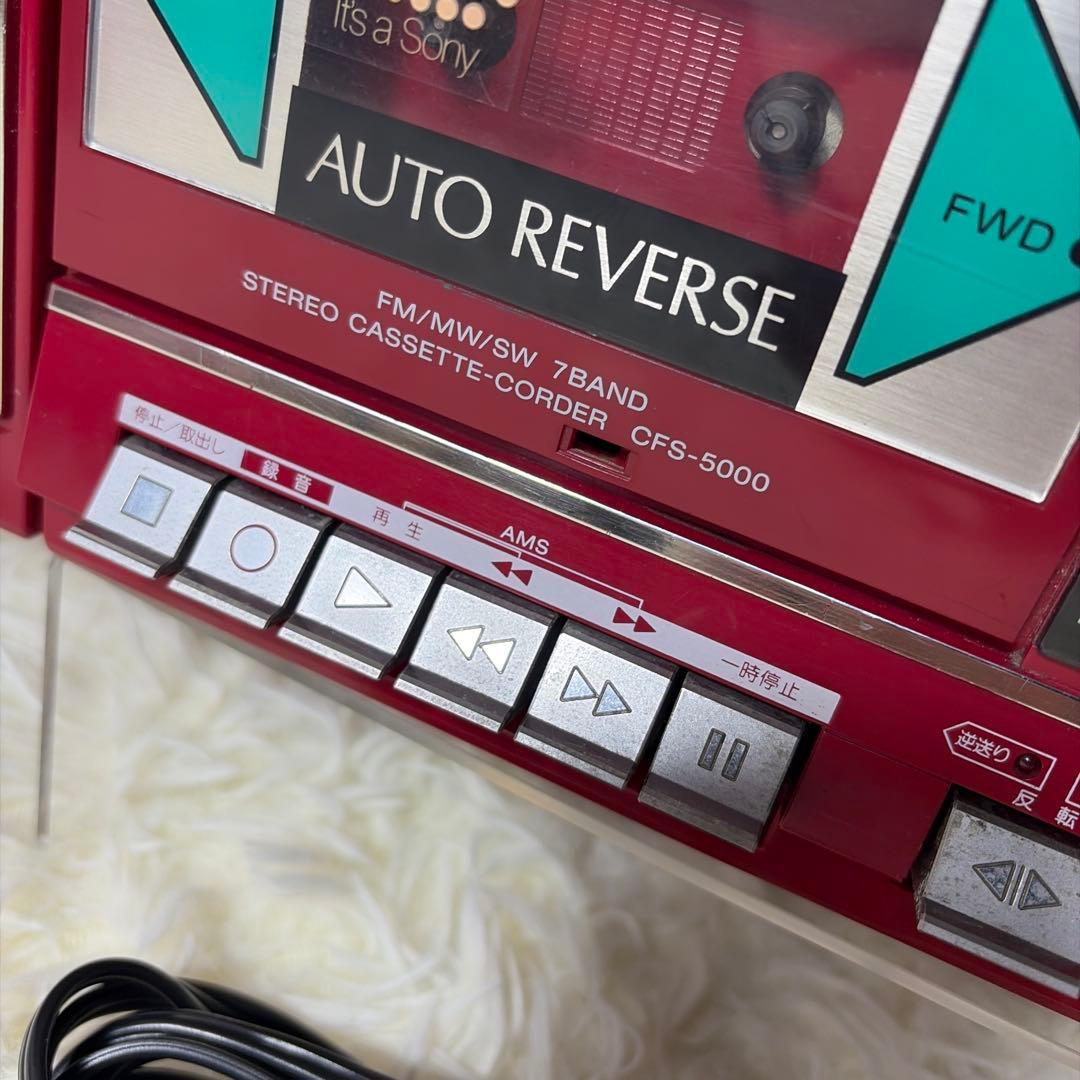 It's a Sony
AUTO REVERSE
FWD
FM/MW/SW 7BAND
STEREO CASSETTE-CORDER CFS-5000
停止/取出し
録音
再生
AMS
一時停止
逆送り
反転